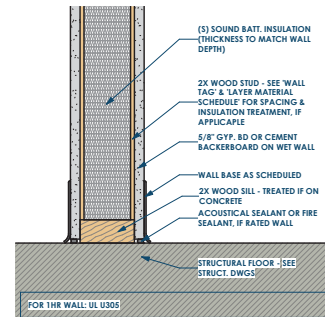 (S) SOUND BATT. INSULATION
(THICKNESS TO MATCH WALL
DEPTH)
2X WOOD STUD - SEE 'WALL
TAG' & 'LAYER MATERIAL
SCHEDULE' FOR SPACING &
INSULATION TREATMENT, IF
APPLICAPLE
5/8" GYP. BD OR CEMENT
BACKERBOARD ON WET WALL
WALL BASE AS SCHEDULED
2X WOOD SILL - TREATED IF ON
CONCRETE
ACOUSTICAL SEALANT OR FIRE
SEALANT, IF RATED WALL
STRUCTURAL FLOOR - SEE
STRUCT. DWGS
FOR 1HR WALL: UL U305